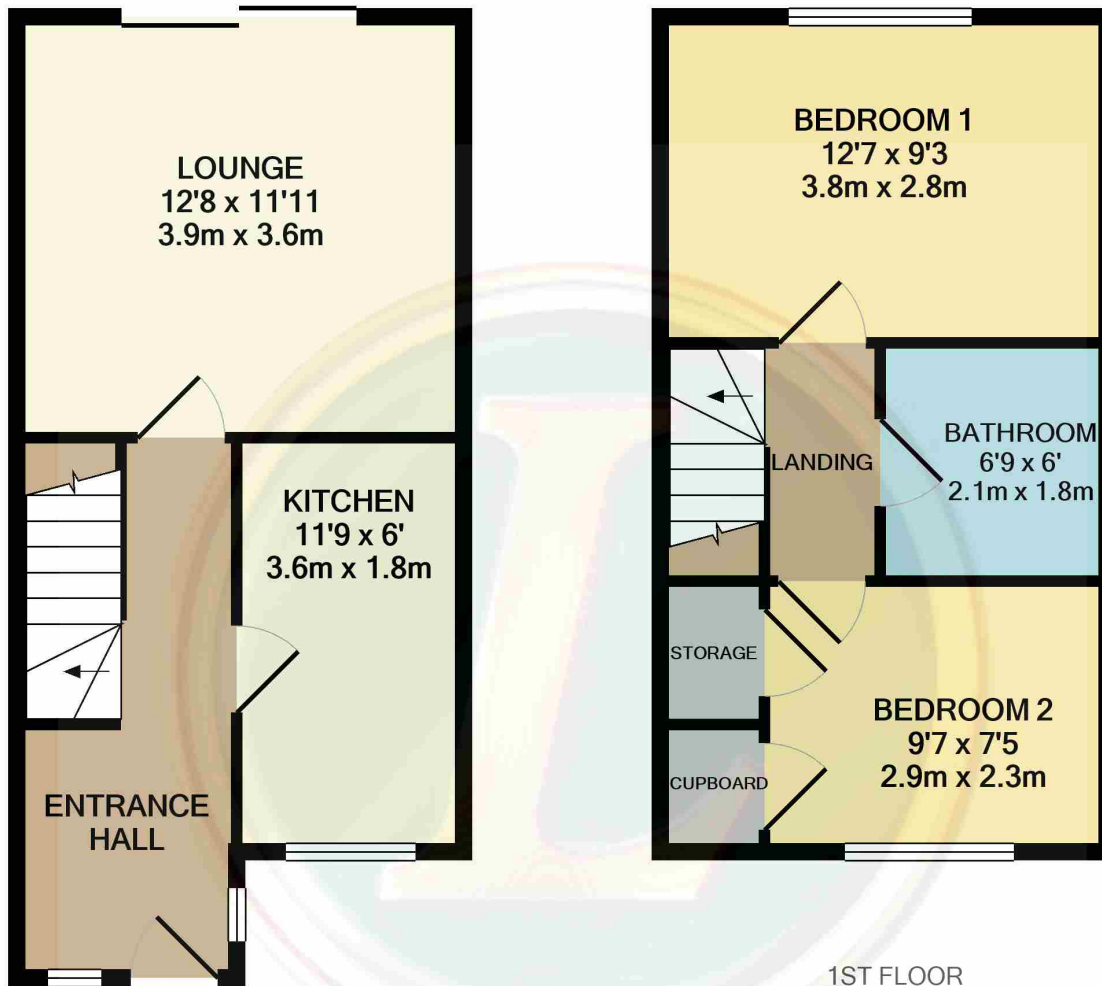 LOUNGE
12'8 x 11'11
3.9m x 3.6m
KITCHEN
11'9 x 6'
3.6m x 1.8m
ENTRANCE
HALL
BEDROOM 1
12'7 x 9'3
3.8m x 2.8m
BATHROOM
6'9 x 6'
2.1m x 1.8m
LANDING
STORAGE
BEDROOM 2
9'7 x 7'5
2.9m x 2.3m
CUPBOARD
1ST FLOOR
L